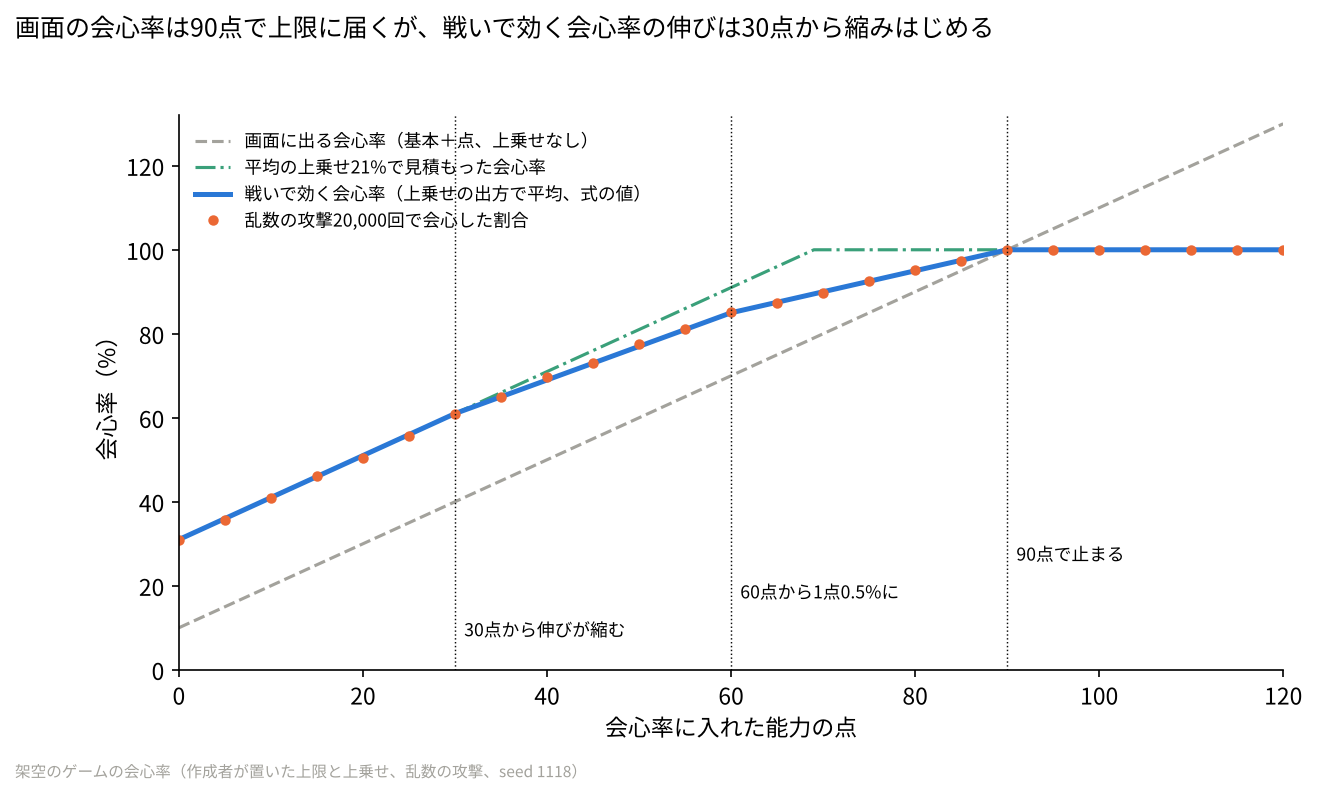 画面の会心率は90点で上限に届くが、戦いで効く会心率の伸びは30点から縮みはじめる
画面に出る会心率（基本＋点、上乗せなし）
平均の上乗せ21%で見積もった会心率
戦いで効く会心率（上乗せの出方で平均、式の値）
乱数の攻撃20,000回で会心した割合
会心率（%）
120
100
80
60
40
20
0
90点で止まる
60点から1点0.5%に
30点から伸びが縮む
0
20
40
60
80
100
120
会心率に入れた能力の点
架空のゲームの会心率（作成者が置いた上限と上乗せ、乱数の攻撃、seed 1118）